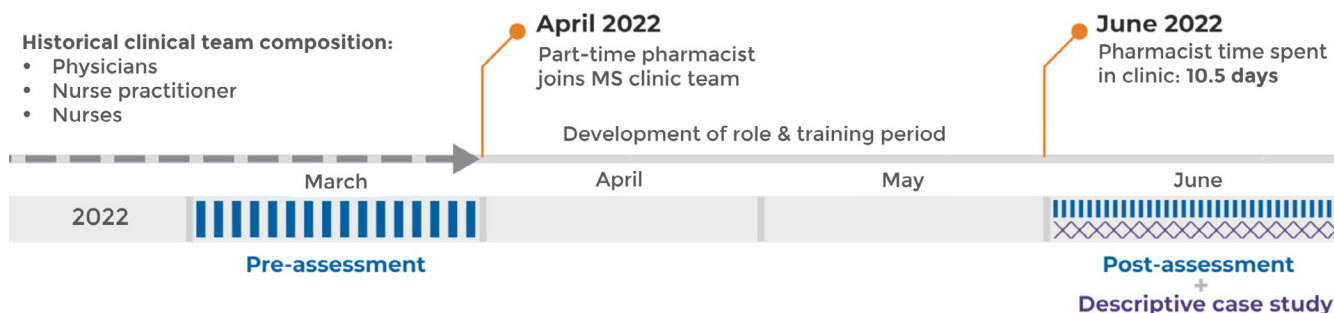 Historical clinical team composition:
• Physicians
• Nurse practitioner
• Nurses
April 2022
Part-time pharmacist
joins MS clinic team
June 2022
Pharmacist time spent
in clinic: 10.5 days
Development of role & training period
March
April
May
June
2022
Pre-assessment
Post-assessment
+
Descriptive case study